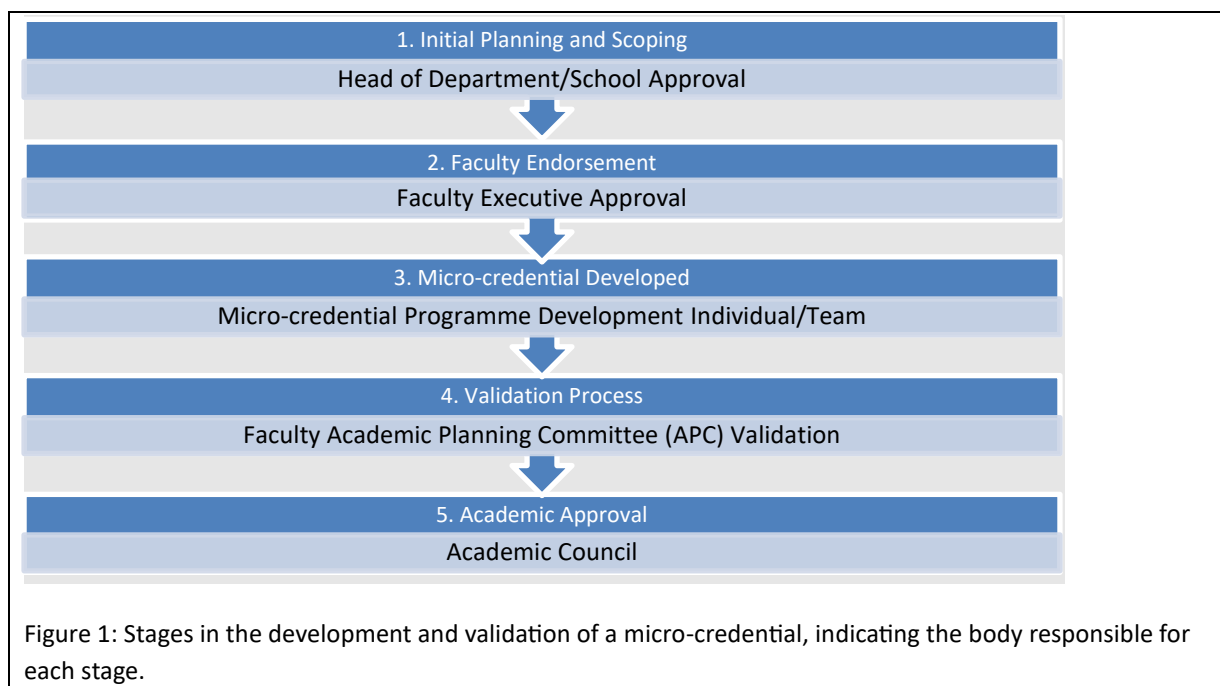 1. Initial Planning and Scoping
Head of Department/School Approval
2. Faculty Endorsement
Faculty Executive Approval
3. Micro-credential Developed
Micro-credential Programme Development Individual/Team
4. Validation Process
Faculty Academic Planning Committee (APC) Validation
5. Academic Approval
Academic Council
Figure 1: Stages in the development and validation of a micro-credential, indicating the body responsible for
each stage.